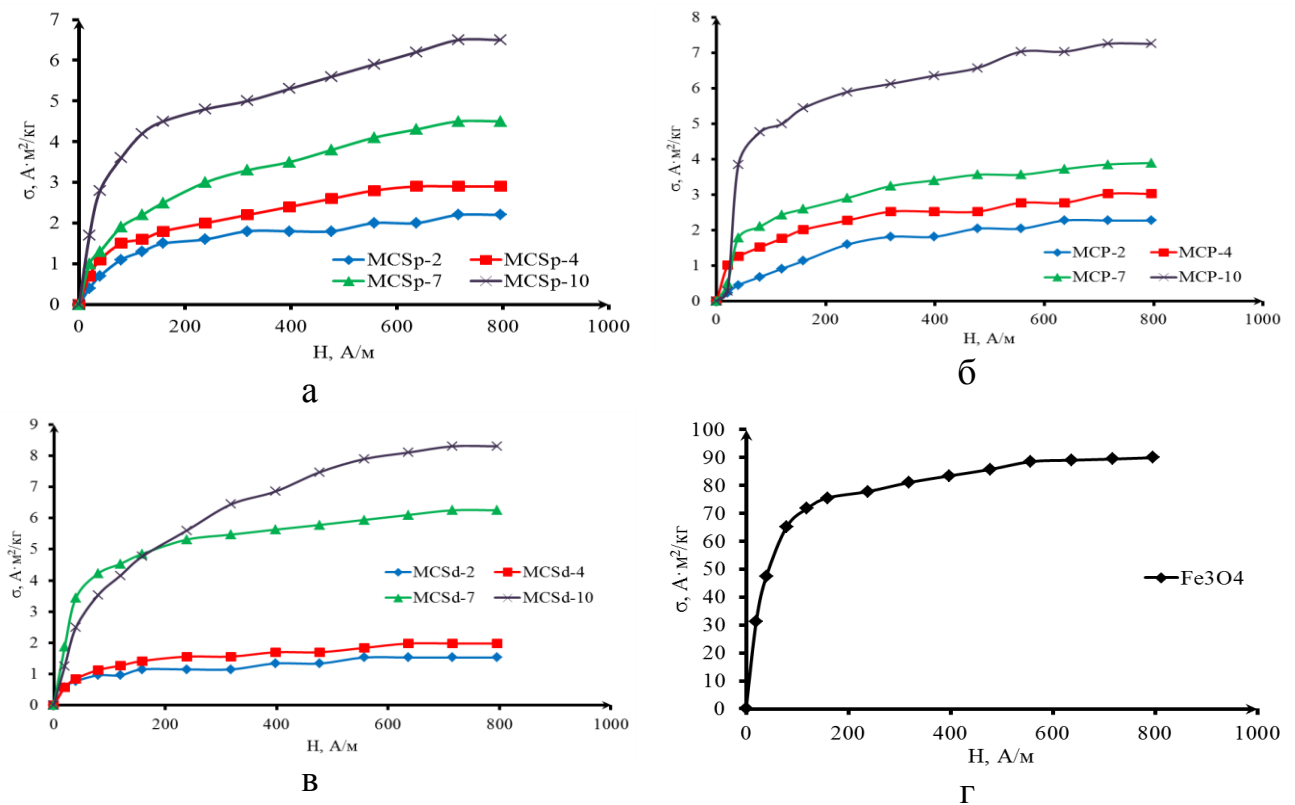 7
6
5
4
3
2
1
0
σ, А·м²/кг
0 200 400 600 800 1000
Н, А/м
MCSp-2 MCSp-4
MCSp-7 MCSp-10
а
8
7
6
5
4
3
2
1
0
σ, А·м²/кг
0 200 400 600 800 1000
Н, А/м
MCP-2 MCP-4
MCP-7 MCP-10
б
9
8
7
6
5
4
3
2
1
0
σ, А·м²/кг
0 200 400 600 800 1000
Н, А/м
MCSd-2 MCSd-4
MCSd-7 MCSd-10
в
100
90
80
70
60
50
40
30
20
10
0
σ, А·м²/кг
0 200 400 600 800 1000
Н, А/м
Fe3O4
г